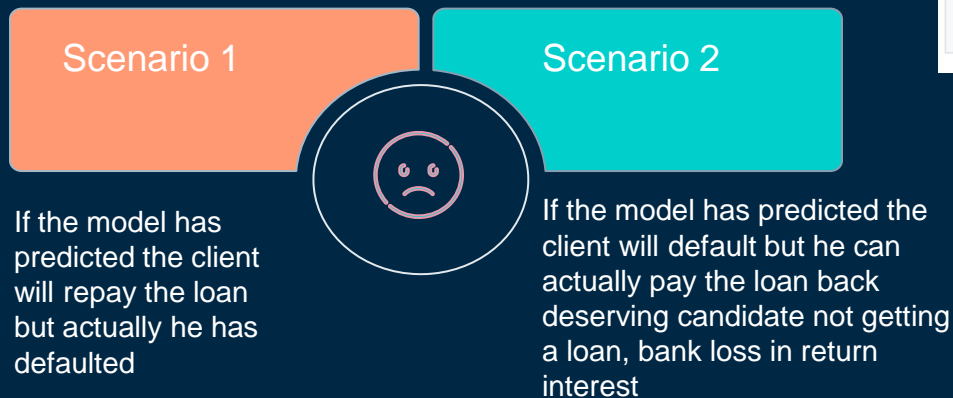 Scenario 1
Scenario 2
If the model has
predicted the client
will repay the loan
but actually he has
defaulted
If the model has predicted the
client will default but he can
actually pay the loan back
deserving candidate not getting
a loan, bank loss in return
interest